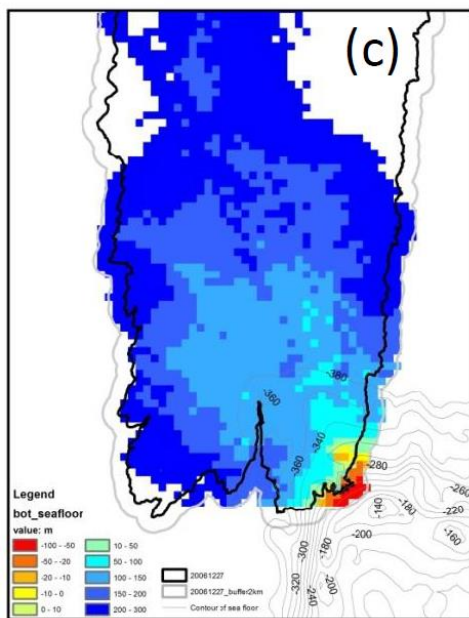 (c)
-360
-380
-340
-360
-280
-260
-140
-180
-220
-200
-160
-300
-180
-320
-200
-240
Legend
bot_seafloor
value: m
-100 - -50
10 - 50
-50 - -20
50 - 100
-20 - -10
100 - 150
20061227
-10 - 0
150 - 200
20061227_buffer2km
0 - 10
200 - 300
Contour of sea floor